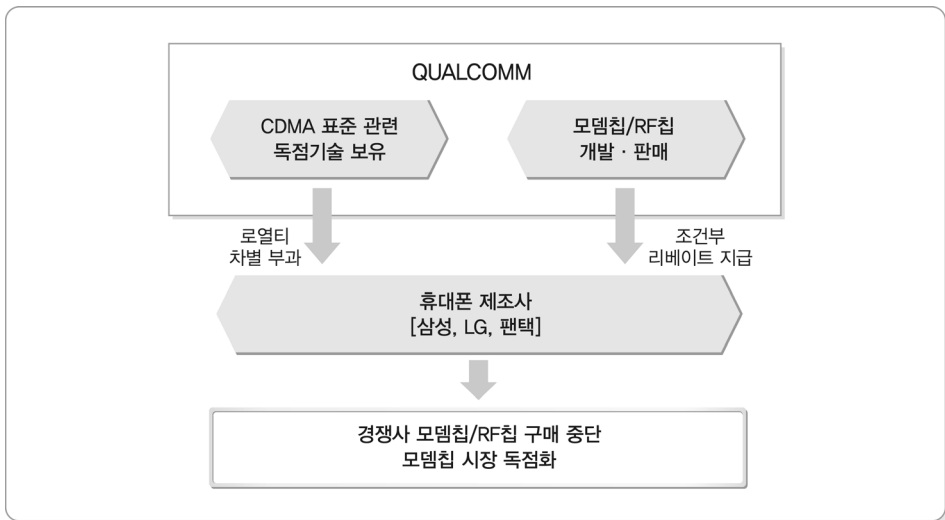 QUALCOMM
CDMA 표준 관련
독점기술 보유
모뎀칩/RF칩
개발 · 판매
로열티
차별 부과
조건부
리베이트 지급
휴대폰 제조사
[삼성, LG, 팬택]
경쟁사 모뎀칩/RF칩 구매 중단
모뎀칩 시장 독점화